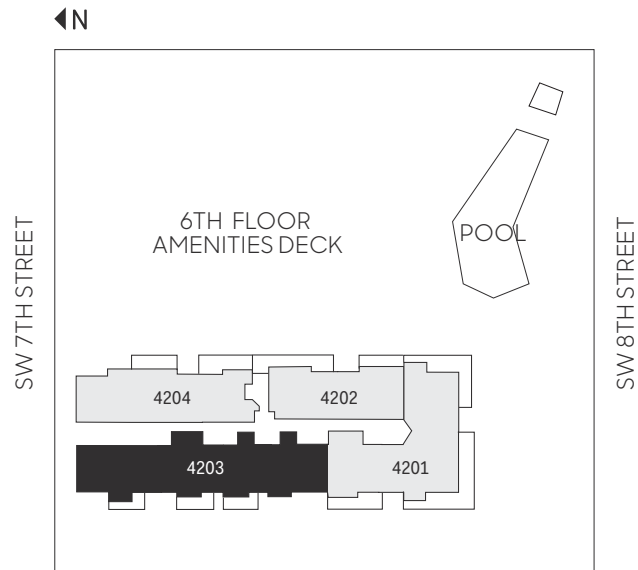 N
6TH FLOOR
AMENITIES DECK
POOL
SW 7TH STREET
SW 8TH STREET
4204
4202
4203
4201